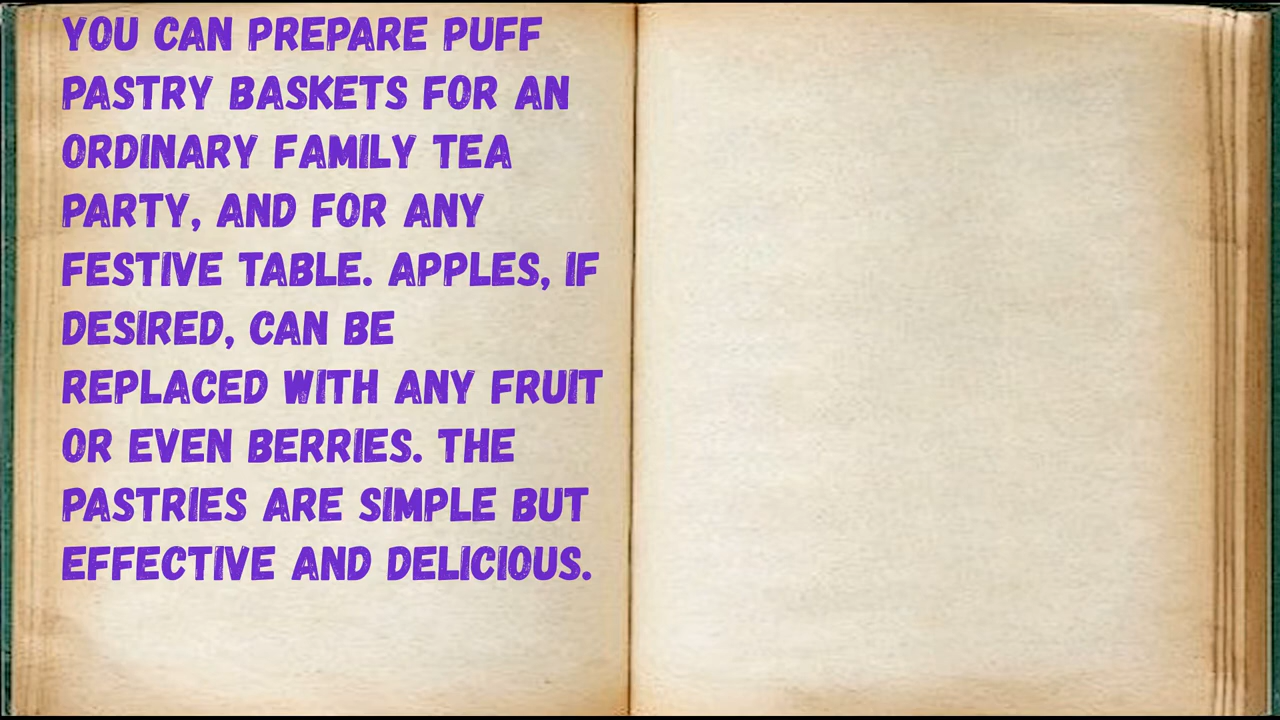 YOU CAN PREPARE PUFF
PASTRY BASKETS FOR AN
ORDINARY FAMILY TEA
PARTY, AND FOR ANY
FESTIVE TABLE. APPLES, IF
DESIRED, CAN BE
REPLACED WITH ANY FRUIT
OR EVEN BERRIES. THE
PASTRIES ARE SIMPLE BUT
EFFECTIVE AND DELICIOUS.